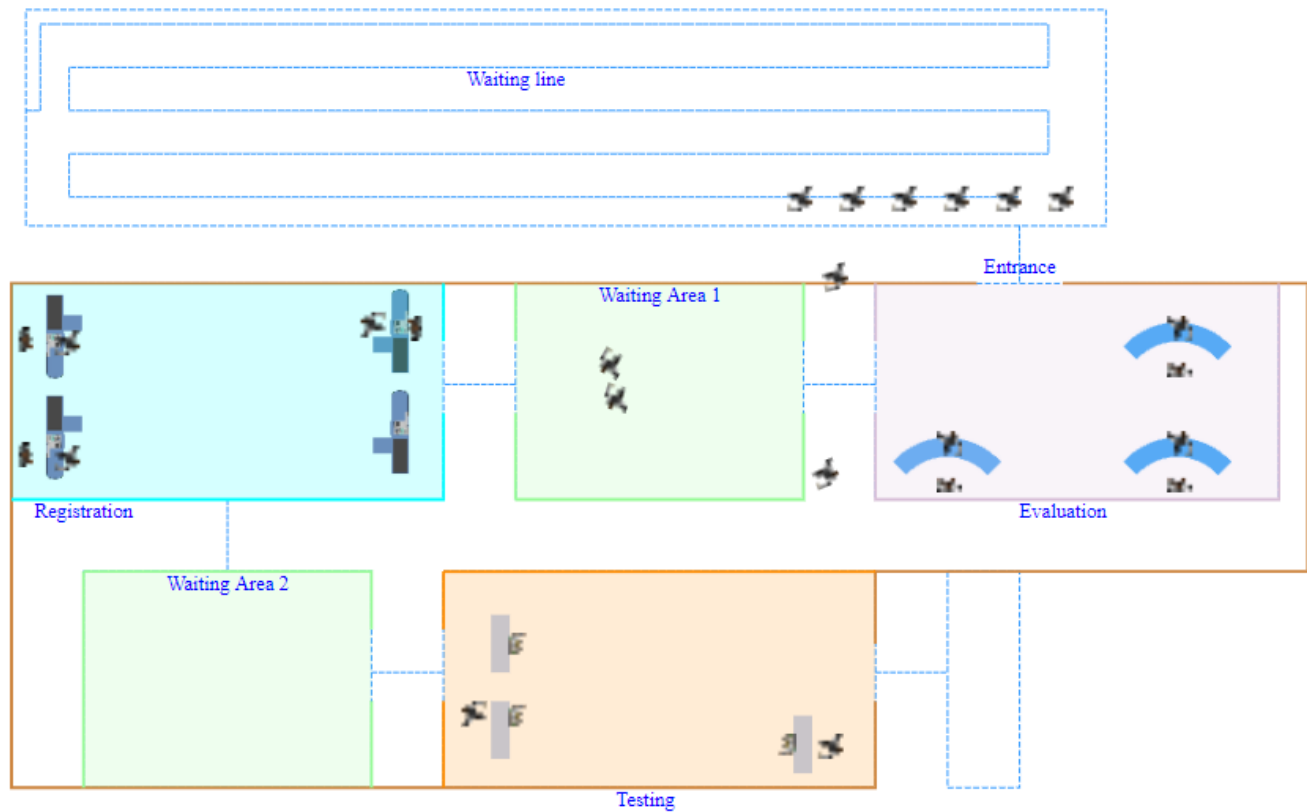 Waiting line
Entrance
Waiting Area 1
Registration
Evaluation
Waiting Area 2
Testing